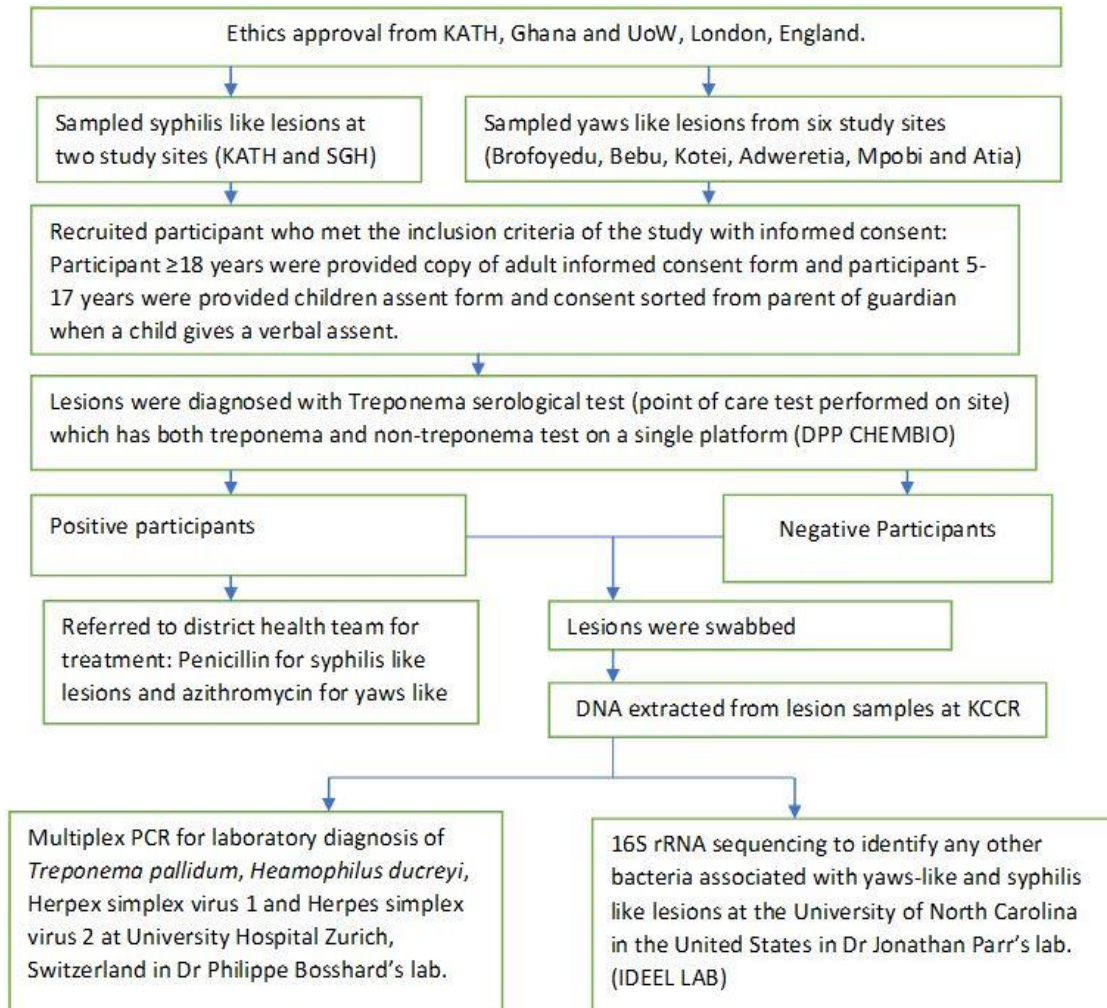 Ethics approval from KATH, Ghana and UoW, London, England.
Sampled syphilis like lesions at
two study sites (KATH and SGH)
Sampled yaws like lesions from six study sites
(Brofoyedu, Bebu, Kotei, Adweretia, Mpobi and Atia)
Recruited participant who met the inclusion criteria of the study with informed consent:
Participant ≥18 years were provided copy of adult informed consent form and participant 5-
17 years were provided children assent form and consent sorted from parent of guardian
when a child gives a verbal assent.
Lesions were diagnosed with Treponema serological test (point of care test performed on site)
which has both treponema and non-treponema test on a single platform (DPP CHEMBIO)
Positive participants
Negative Participants
Referred to district health team for
treatment: Penicillin for syphilis like
lesions and azithromycin for yaws like
Lesions were swabbed
DNA extracted from lesion samples at KCCR
Multiplex PCR for laboratory diagnosis of
Treponema pallidum, Heamophilus ducreyi,
Herpex simplex virus 1 and Herpes simplex
virus 2 at University Hospital Zurich,
Switzerland in Dr Philippe Bosshard's lab.
16S rRNA sequencing to identify any other
bacteria associated with yaws-like and syphilis
like lesions at the University of North Carolina
in the United States in Dr Jonathan Parr's lab.
(IDEEL LAB)